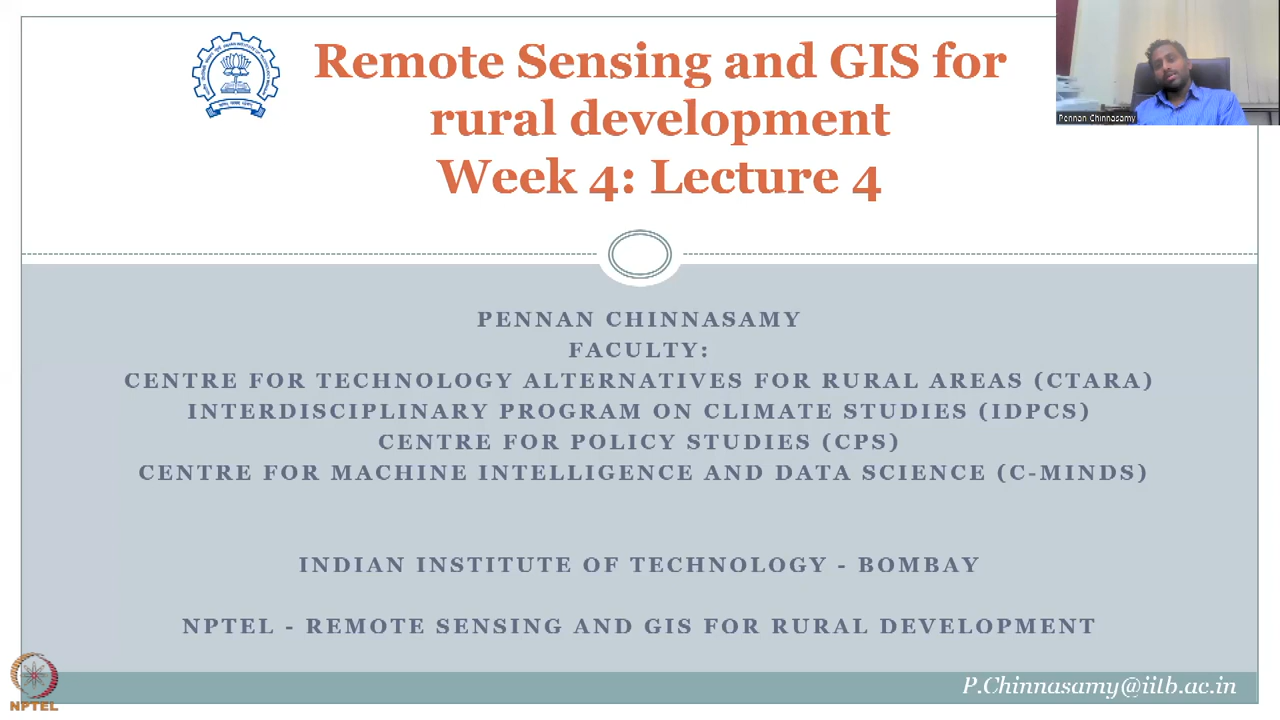 Remote Sensing and GIS for
rural development
Week 4: Lecture 4
Pennan Chinnasamy
PENNAN CHINNASAMY
FACULTY:
CENTRE FOR TECHNOLOGY ALTERNATIVES FOR RURAL AREAS (CTARA)
INTERDISCIPLINARY PROGRAM ON CLIMATE STUDIES (IDPCS)
CENTRE FOR POLICY STUDIES (CPS)
CENTRE FOR MACHINE INTELLIGENCE AND DATA SCIENCE (C-MINDS)
INDIAN INSTITUTE OF TECHNOLOGY - BOMBAY
NPTEL - REMOTE SENSING AND GIS FOR RURAL DEVELOPMENT
P.Chinnasamy@iitb.ac.in
NPTEL